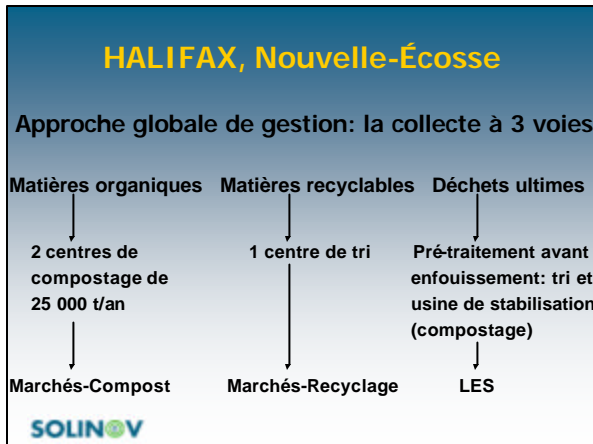 HALIFAX, Nouvelle-Écosse
Approche globale de gestion: la collecte à 3 voies
Matières organiques
Matières recyclables
Déchets ultimes
2 centres de
compostage de
25 000 t/an
1 centre de tri
Pré-traitement avant
enfouissement: tri et
usine de stabilisation
(compostage)
Marchés-Compost
Marchés-Recyclage
LES
SOLINOV